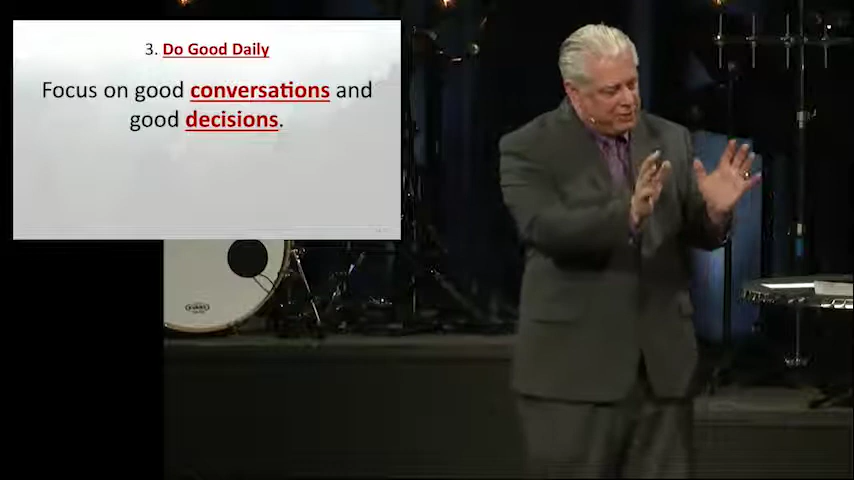 3. Do Good Daily
Focus on good conversations and
good decisions.